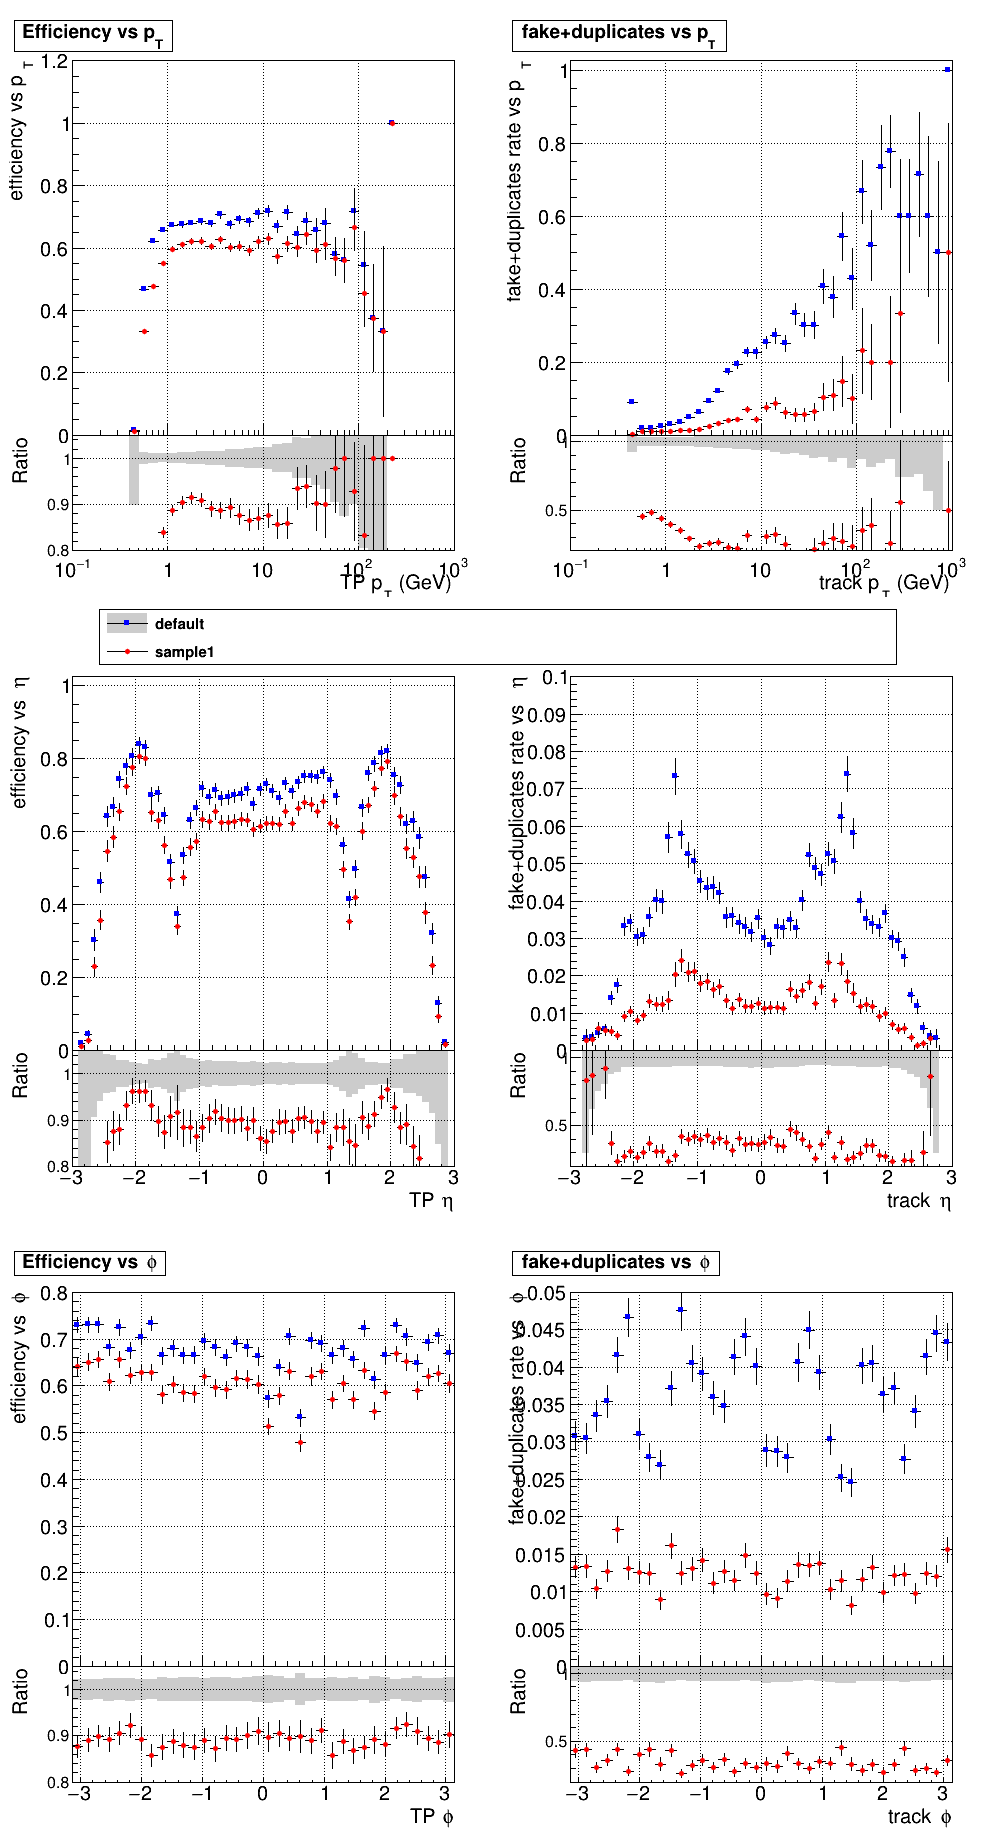 Efficiency vs p_T
fake+duplicates vs p_T
efficiency vs p_T
1.2
1
0.8
0.6
0.4
0.2
0
Ratio
1
0.9
0.8
10⁻¹ 1 10 10² 10³
TP p_T (GeV)
fake+duplicates rate vs p_T
1
0.8
0.6
0.4
0.2
0
Ratio
1
0.5
10⁻¹ 1 10 10² 10³
track p_T (GeV)
default
sample1
efficiency vs η
1
0.8
0.6
0.4
0.2
0
Ratio
1
0.9
0.8
−3 −2 −1 0 1 2 3
TP η
fake+duplicates rate vs η
0.1
0.09
0.08
0.07
0.06
0.05
0.04
0.03
0.02
0.01
0
Ratio
1
0.5
−3 −2 −1 0 1 2 3
track η
Efficiency vs ϕ
fake+duplicates vs ϕ
efficiency vs ϕ
0.8
0.7
0.6
0.5
0.4
0.3
0.2
0.1
0
Ratio
1
0.9
0.8
−3 −2 −1 0 1 2 3
TP ϕ
fake+duplicates rate vs ϕ
0.05
0.045
0.04
0.035
0.03
0.025
0.02
0.015
0.01
0.005
0
Ratio
1
0.5
−3 −2 −1 0 1 2 3
track ϕ